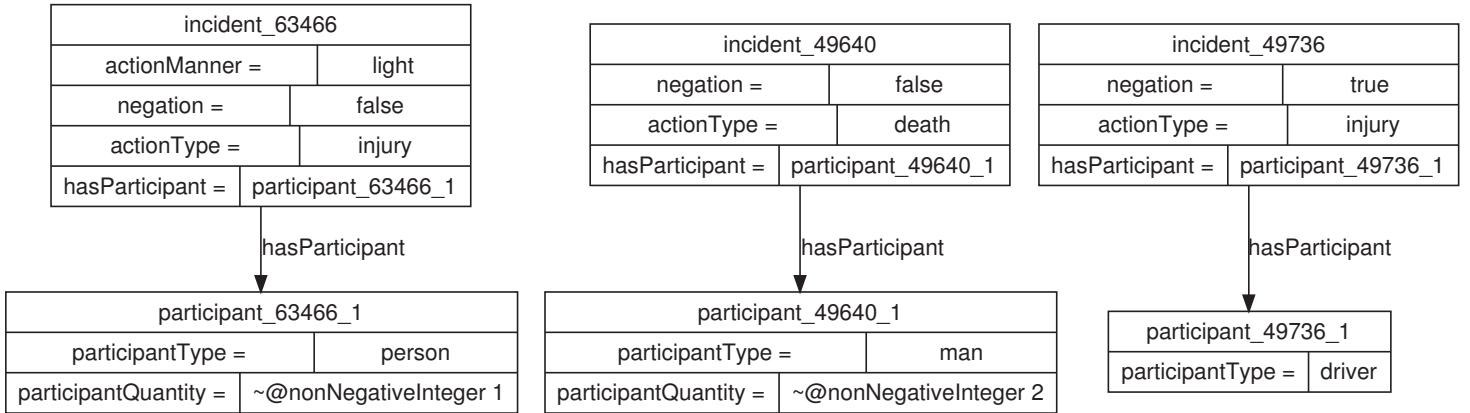 incident_63466
actionManner = light
negation = false
actionType = injury
hasParticipant = participant_63466_1
hasParticipant
participant_63466_1
participantType = person
participantQuantity = ~@nonNegativeInteger 1
incident_49640
negation = false
actionType = death
hasParticipant = participant_49640_1
hasParticipant
participant_49640_1
participantType = man
participantQuantity = ~@nonNegativeInteger 2
incident_49736
negation = true
actionType = injury
hasParticipant = participant_49736_1
hasParticipant
participant_49736_1
participantType = driver